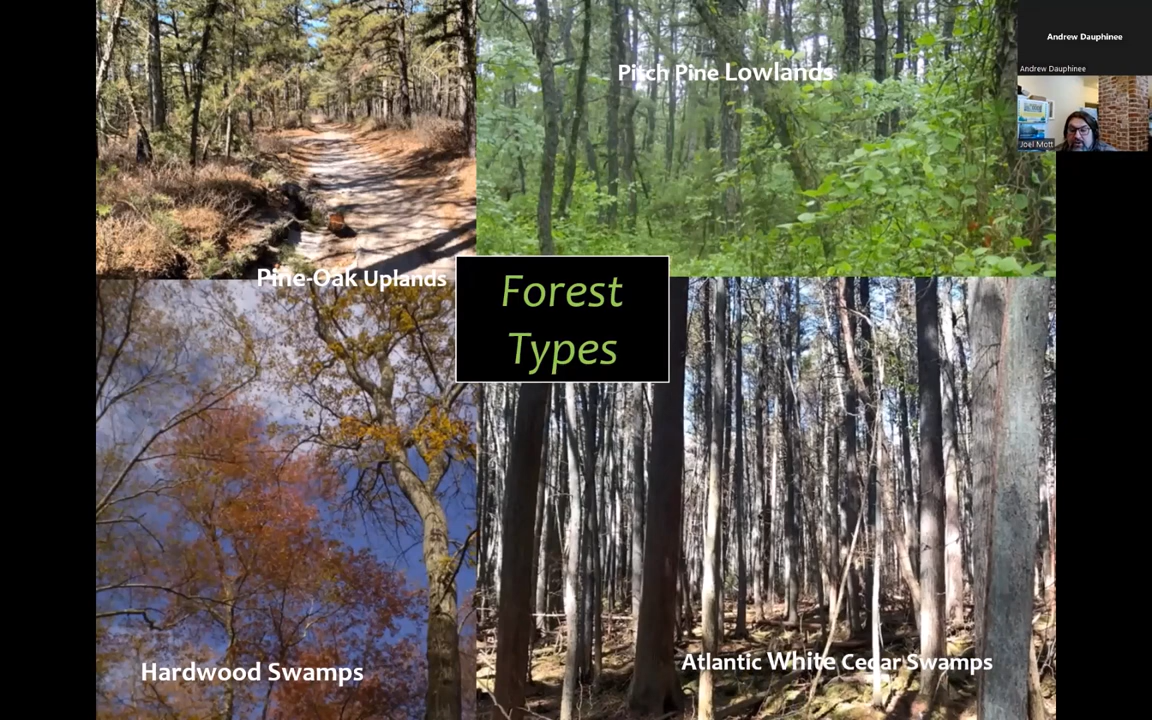 Andrew Dauphinee
Andrew Dauphinee
Joel Mott
Pitch Pine Lowlands
Pine-Oak Uplands
Forest
Types
Hardwood Swamps
Atlantic White Cedar Swamps